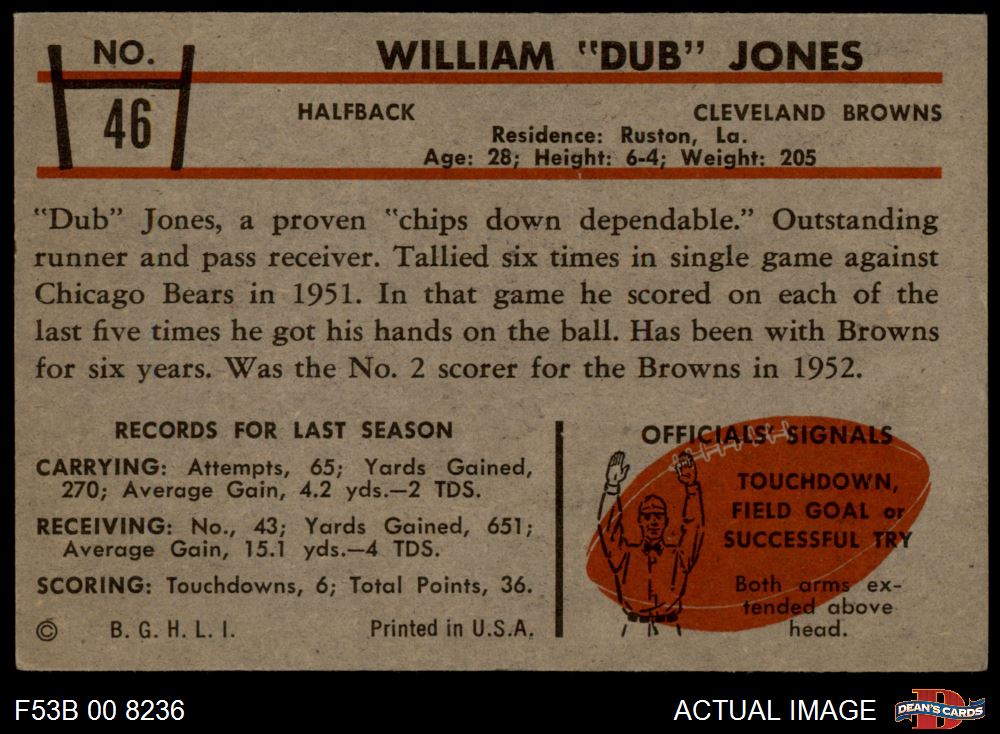 NO.
46
WILLIAM "DUB" JONES
HALFBACK
CLEVELAND BROWNS
Residence: Ruston, La.
Age: 28; Height: 6-4; Weight: 205
"Dub" Jones, a proven "chips down dependable." Outstanding
runner and pass receiver. Tallied six times in single game against
Chicago Bears in 1951. In that game he scored on each of the
last five times he got his hands on the ball. Has been with Browns
for six years. Was the No. 2 scorer for the Browns in 1952.
RECORDS FOR LAST SEASON
CARRYING: Attempts, 65; Yards Gained,
270; Average Gain, 4.2 yds.—2 TDS.
RECEIVING: No., 43; Yards Gained, 651;
Average Gain, 15.1 yds.—4 TDS.
SCORING: Touchdowns, 6; Total Points, 36.
© B. G. H. L. I. Printed in U.S.A.
OFFICIALS' SIGNALS
TOUCHDOWN,
FIELD GOAL or
SUCCESSFUL TRY
Both arms ex-
tended above
head.
F53B 00 8236
ACTUAL IMAGE
DEAN'S CARDS